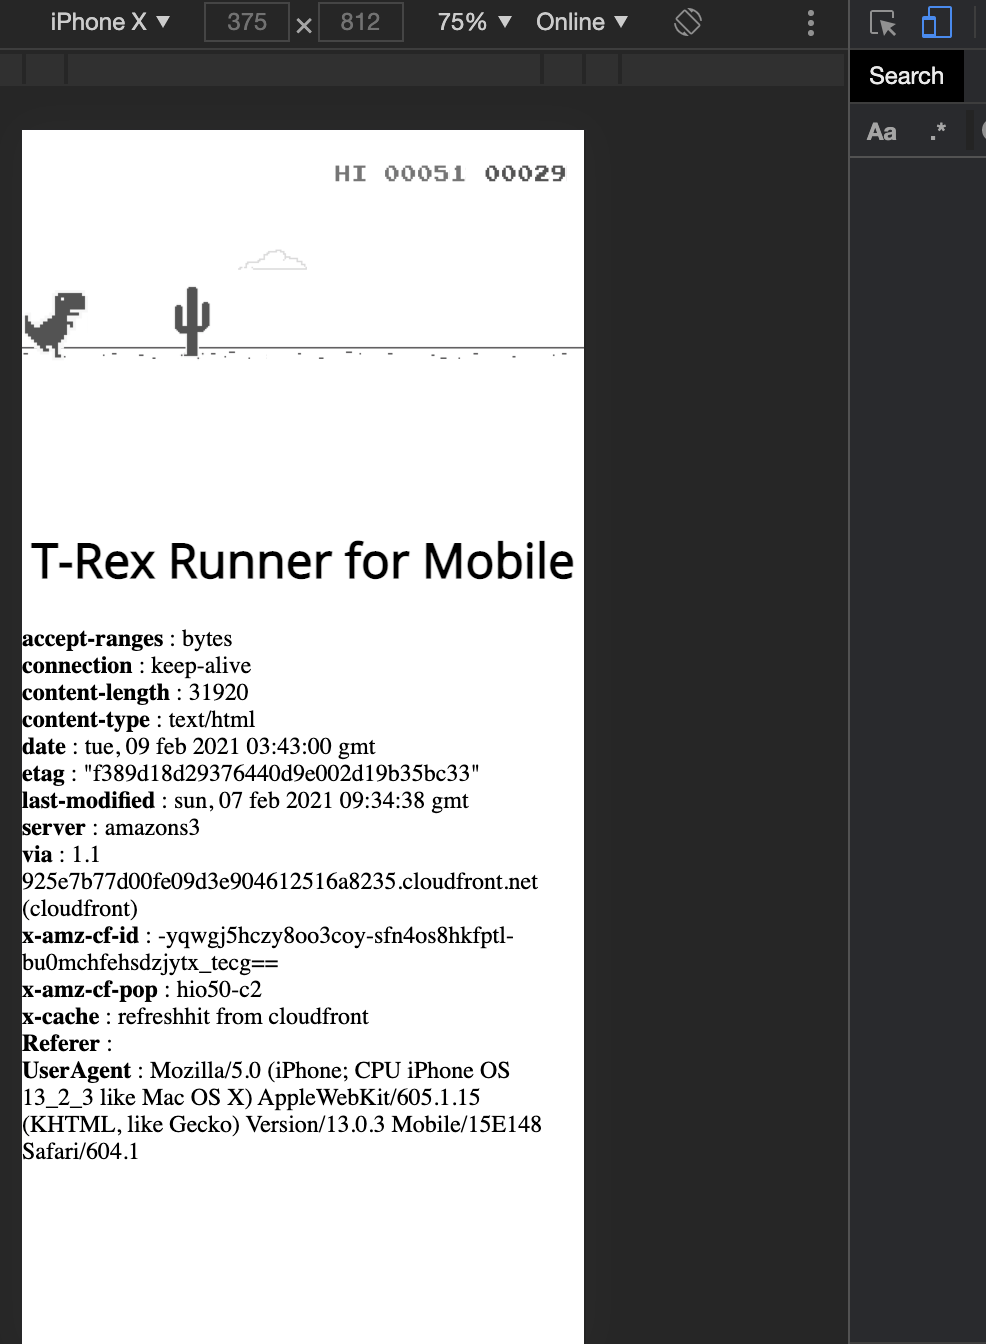 iPhone X ▼ 375 × 812 75% ▼ Online ▼
Search
Aa .*
HI 00051 00029
T-Rex Runner for Mobile
accept-ranges : bytes
connection : keep-alive
content-length : 31920
content-type : text/html
date : tue, 09 feb 2021 03:43:00 gmt
etag : "f389d18d29376440d9e002d19b35bc33"
last-modified : sun, 07 feb 2021 09:34:38 gmt
server : amazons3
via : 1.1
925e7b77d00fe09d3e904612516a8235.cloudfront.net
(cloudfront)
x-amz-cf-id : -yqwgj5hczy8oo3coy-sfn4os8hkfptl-
bu0mchfehsdzjytx_tecg==
x-amz-cf-pop : hio50-c2
x-cache : refreshhit from cloudfront
Referer :
UserAgent : Mozilla/5.0 (iPhone; CPU iPhone OS
13_2_3 like Mac OS X) AppleWebKit/605.1.15
(KHTML, like Gecko) Version/13.0.3 Mobile/15E148
Safari/604.1